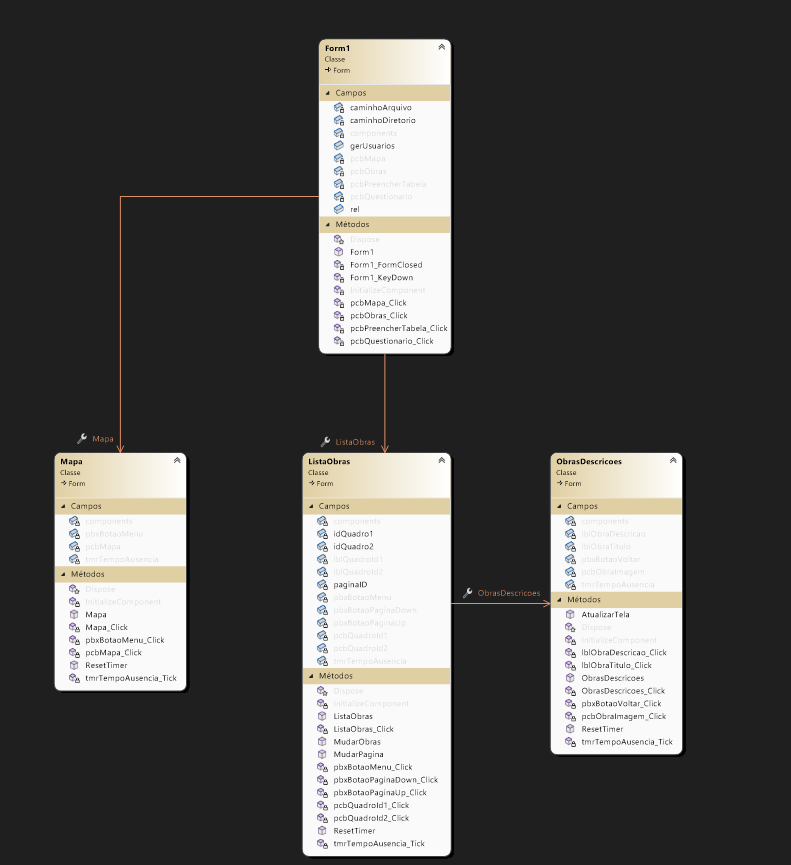 Form1
Classe
Form
Campos
caminhoArquivo
caminhoDiretorio
components
gerUsuarios
pcbMapa
pcbObras
pcbPreencherTabela
pcbQuestionario
rel
Métodos
Dispose
Form1
Form1_FormClosed
Form1_KeyDown
InitializeComponent
pcbMapa_Click
pcbObras_Click
pcbPreencherTabela_Click
pcbQuestionario_Click
Mapa
Mapa
Classe
Form
Campos
components
pbxBotaoMenu
pcbMapa
tmrTempoAusencia
Métodos
Dispose
InitializeComponent
Mapa
Mapa_Click
pbxBotaoMenu_Click
pcbMapa_Click
ResetTimer
tmrTempoAusencia_Tick
ListaObras
ListaObras
Classe
Form
Campos
components
idQuadro1
idQuadro2
lblQuadroId1
lblQuadroId2
paginaID
pbxBotaoMenu
pbxBotaoPaginaDown
pbxBotaoPaginaUp
pcbQuadroId1
pcbQuadroId2
tmrTempoAusencia
Métodos
Dispose
InitializeComponent
ListaObras
ListaObras_Click
MudarObras
MudarPagina
pbxBotaoMenu_Click
pbxBotaoPaginaDown_Click
pbxBotaoPaginaUp_Click
pcbQuadroId1_Click
pcbQuadroId2_Click
ResetTimer
tmrTempoAusencia_Tick
ObrasDescricoes
ObrasDescricoes
Classe
Form
Campos
components
lblObraDescricao
lblObraTitulo
pbxBotaoVoltar
pcbObraImagem
tmrTempoAusencia
Métodos
AtualizarTela
Dispose
InitializeComponent
lblObraDescricao_Click
lblObraTitulo_Click
ObrasDescricoes
ObrasDescricoes_Click
pbxBotaoVoltar_Click
pcbObraImagem_Click
ResetTimer
tmrTempoAusencia_Tick